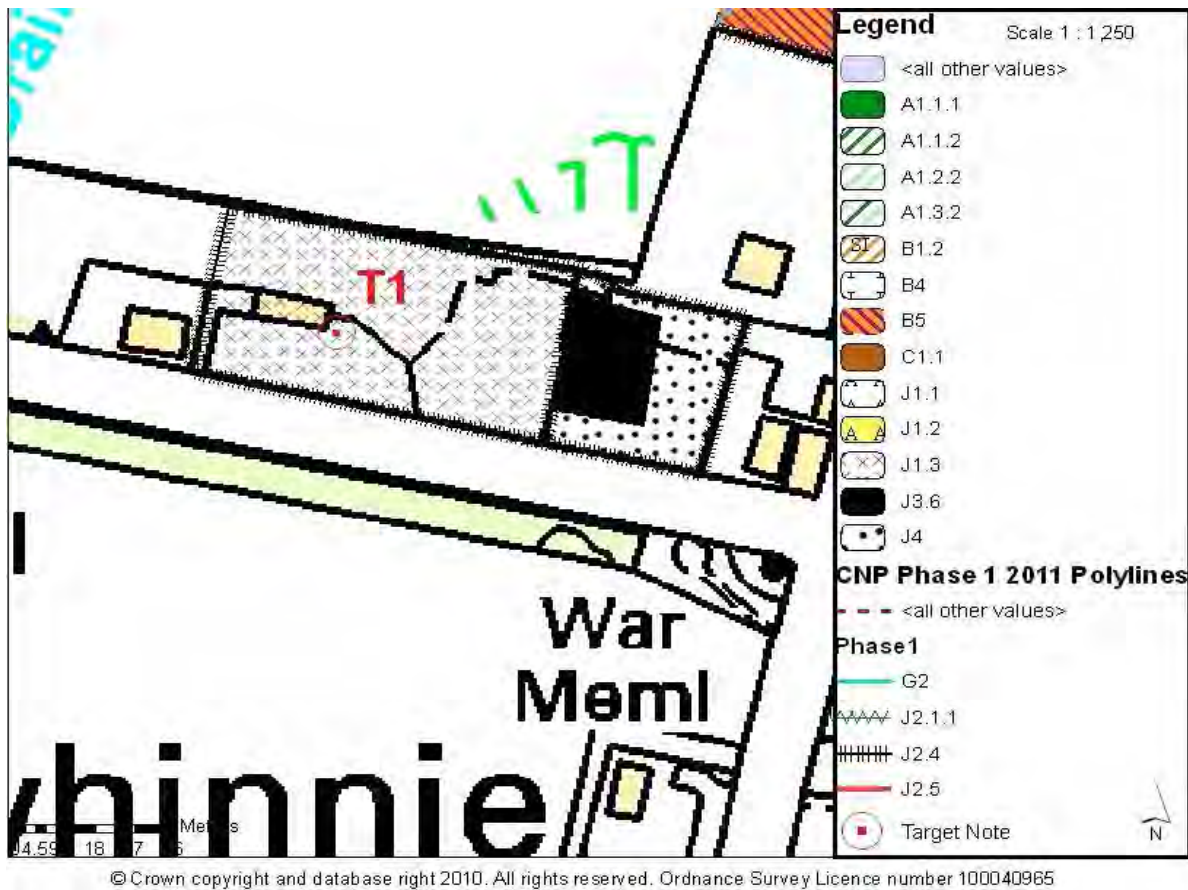 T1
War
Meml
hinnie
Metres
Legend
Scale 1 : 1,250
<all other values>
A1.1.1
A1.1.2
A1.2.2
A1.3.2
SI
B1.2
B4
B5
C1.1
J1.1
A A
J1.2
J1.3
J3.6
J4
CNP Phase 1 2011 Polylines
<all other values>
Phase1
G2
J2.1.1
J2.4
J2.5
Target Note
N
© Crown copyright and database right 2010. All rights reserved. Ordnance Survey Licence number 100040965